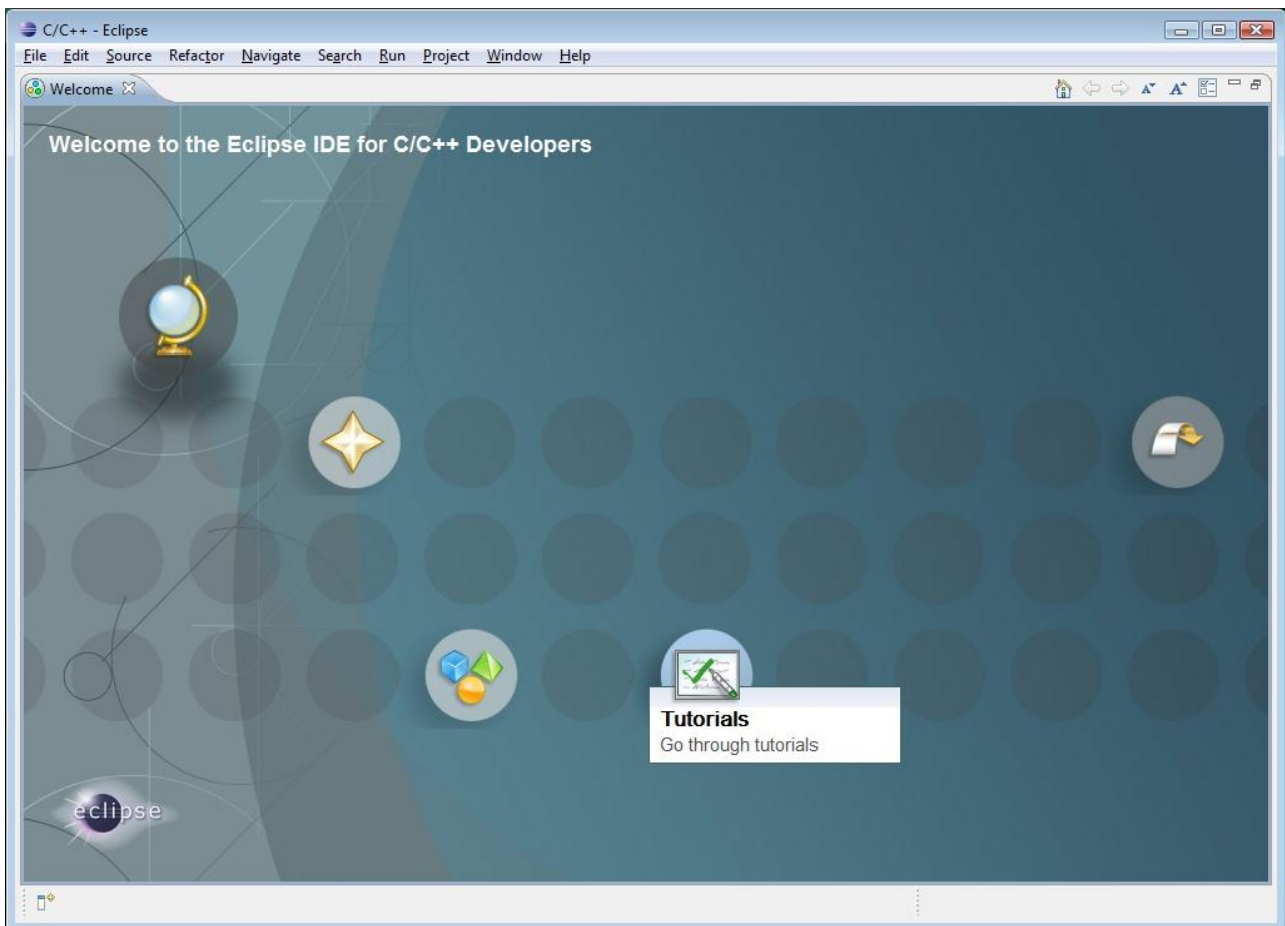 C/C++ - Eclipse
File Edit Source Refactor Navigate Search Run Project Window Help
Welcome
Welcome to the Eclipse IDE for C/C++ Developers
Tutorials
Go through tutorials
eclipse